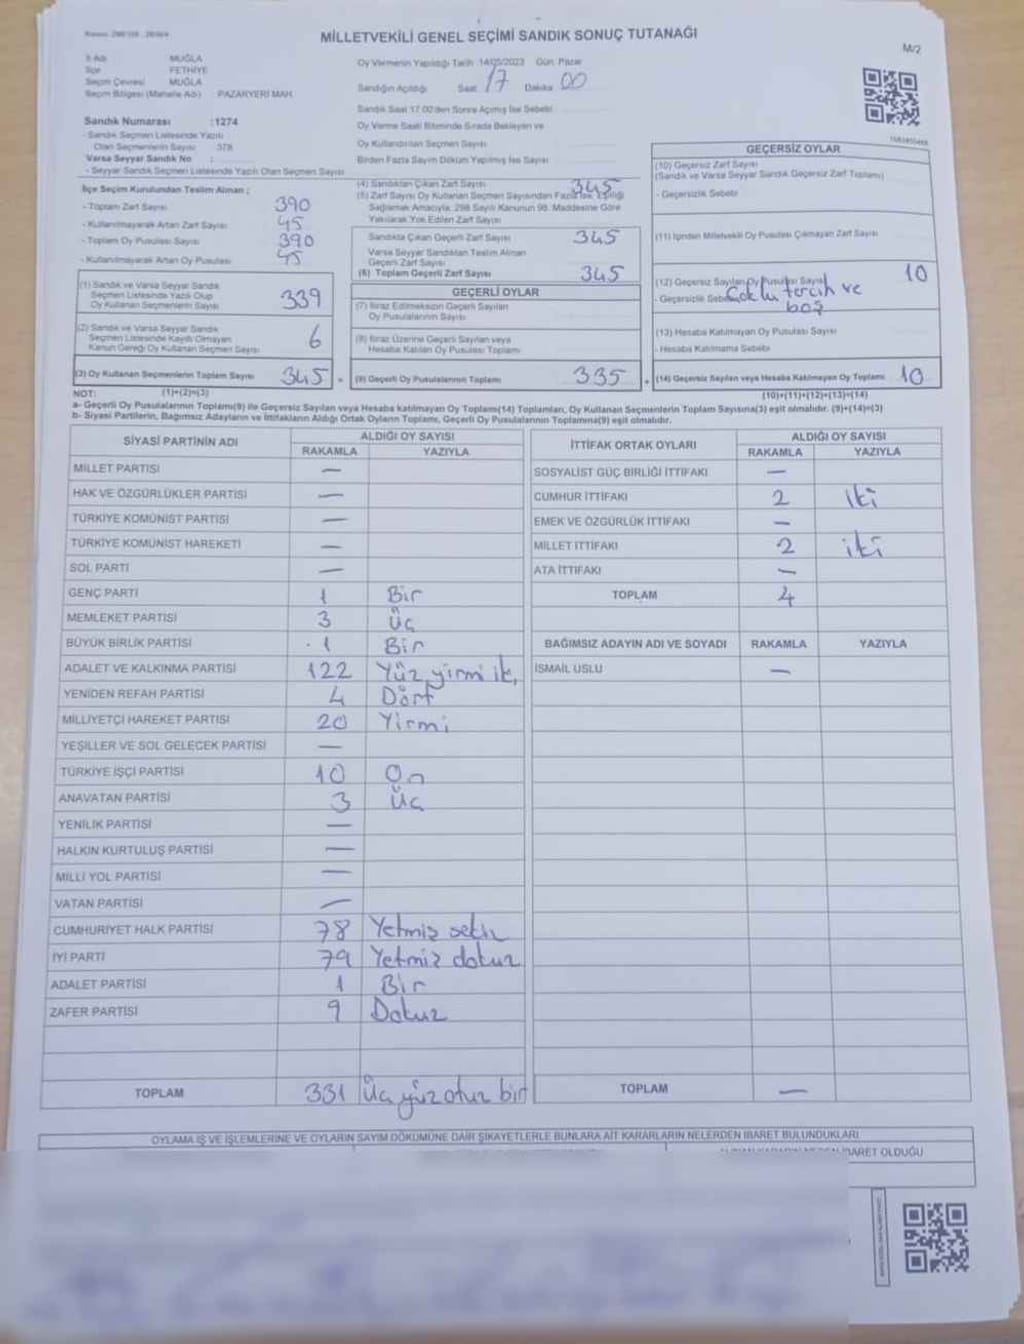 MİLLETVEKİLİ GENEL SEÇİMİ SANDIK SONUÇ TUTANAĞI
M/2
İl Adı MUĞLA
İlçe FETHİYE
Seçim Çevresi MUĞLA
Seçim Bölgesi (Mahalle Adı) : PAZARYERİ MAH.
Sandık Numarası :1274
- Sandık Seçmen Listesinde Yazılı
Olan Seçmenlerin Sayısı 378
Varsa Seyyar Sandık No :
- Seyyar Sandık Seçmen Listesinde Yazılı Olan Seçmen Sayısı
Oy Vermenin Yapıldığı Tarih 14/05/2023 Gün Pazar
Sandığın Açıldığı Saat 17 Dakika 00
Sandık Saat 17.00'den Sonra Açılmış İse Sebebi
Oy Verme Saati Bitiminde Sırada Bekleyen ve
Oy Kullandırılan Seçmen Sayısı
Birden Fazla Sayım Döküm Yapılmış İse Sayısı
İlçe Seçim Kurulundan Teslim Alınan ;
- Toplam Zarf Sayısı 390
- Kullanılmayarak Artan Zarf Sayısı 45
- Toplam Oy Pusulası Sayısı 390
- Kullanılmayarak Artan Oy Pusulası 45
(1) Sandık ve Varsa Seyyar Sandık
Seçmen Listesinde Yazılı Olup
Oy Kullanan Seçmenlerin Sayısı 339
(2) Sandık ve Varsa Seyyar Sandık
Seçmen Listesinde Kayıtlı Olmayan
Kanun Gereği Oy Kullanan Seçmen Sayısı 6
(3) Oy Kullanan Seçmenlerin Toplam Sayısı 345
(4) Sandıktan Çıkan Zarf Sayısı 345
(5) Zarf Sayısı Oy Kullanan Seçmen Sayısından Fazla İse, Eşitliği
Sağlamak Amacıyla, 298 Sayılı Kanunun 98. Maddesine Göre
Yakılarak Yok Edilen Zarf Sayısı
Sandıkta Çıkan Geçerli Zarf Sayısı 345
Varsa Seyyar Sandıktan Teslim Alınan
Geçerli Zarf Sayısı
(6) Toplam Geçerli Zarf Sayısı 345
GEÇERLİ OYLAR
(7) İtiraz Edilmeksizin Geçerli Sayılan
Oy Pusulalarının Sayısı
(8) İtiraz Üzerine Geçerli Sayılan veya
Hesaba Katılan Oy Pusulası Toplamı
(9) Geçerli Oy Pusulalarının Toplamı 335
GEÇERSİZ OYLAR
(10) Geçersiz Zarf Sayısı
(Sandık ve Varsa Seyyar Sandık Geçersiz Zarf Toplamı)
- Geçersizlik Sebebi
(11) İçinden Milletvekili Oy Pusulası Çıkmayan Zarf Sayısı
(12) Geçersiz Sayılan Oy Pusulası Sayısı 10
- Geçersizlik Sebebi Çoklu tercih ve
boş
(13) Hesaba Katılmayan Oy Pusulası Sayısı
- Hesaba Katılmama Sebebi
(14) Geçersiz Sayılan veya Hesaba Katılmayan Oy Toplamı 10
NOT: (1)+(2)=(3)
(10)+(11)+(12)+(13)=(14)
a- Geçerli Oy Pusulalarının Toplamı(9) ile Geçersiz Sayılan veya Hesaba katılmayan Oy Toplamı(14) Toplamları, Oy Kullanan Seçmenlerin Toplam Sayısına(3) eşit olmalıdır. (9)+(14)=(3)
b- Siyasi Partilerin, Bağımsız Adayların ve İttifakların Aldığı Ortak Oyların Toplamı, Geçerli Oy Pusulalarının Toplamına(9) eşit olmalıdır.
SİYASİ PARTİNİN ADI ALDIĞI OY SAYISI
RAKAMLA YAZIYLA
MİLLET PARTİSİ —
HAK VE ÖZGÜRLÜKLER PARTİSİ —
TÜRKİYE KOMÜNİST PARTİSİ —
TÜRKİYE KOMÜNİST HAREKETİ —
SOL PARTİ —
GENÇ PARTİ 1 Bir
MEMLEKET PARTİSİ 3 Üç
BÜYÜK BİRLİK PARTİSİ 1 Bir
ADALET VE KALKINMA PARTİSİ 122 Yüz yirmi iki
YENİDEN REFAH PARTİSİ 4 Dört
MİLLİYETÇİ HAREKET PARTİSİ 20 Yirmi
YEŞİLLER VE SOL GELECEK PARTİSİ —
TÜRKİYE İŞÇİ PARTİSİ 10 On
ANAVATAN PARTİSİ 3 Üç
YENİLİK PARTİSİ —
HALKIN KURTULUŞ PARTİSİ —
MİLLİ YOL PARTİSİ —
VATAN PARTİSİ —
CUMHURİYET HALK PARTİSİ 78 Yetmiş sekiz
İYİ PARTİ 79 Yetmiş dokuz
ADALET PARTİSİ 1 Bir
ZAFER PARTİSİ 9 Dokuz
TOPLAM 331 Üç yüz otuz bir
İTTİFAK ORTAK OYLARI ALDIĞI OY SAYISI
RAKAMLA YAZIYLA
SOSYALİST GÜÇ BİRLİĞİ İTTİFAKI —
CUMHUR İTTİFAKI 2 iki
EMEK VE ÖZGÜRLÜK İTTİFAKI —
MİLLET İTTİFAKI 2 iki
ATA İTTİFAKI —
TOPLAM 4
BAĞIMSIZ ADAYIN ADI VE SOYADI RAKAMLA YAZIYLA
İSMAİL USLU —
TOPLAM —
OYLAMA İŞ VE İŞLEMLERİNE VE OYLARIN SAYIM DÖKÜMÜNE DAİR ŞİKAYETLERLE BUNLARA AİT KARARLARIN NELERDEN İBARET BULUNDUKLARI
İBARET OLDUĞU